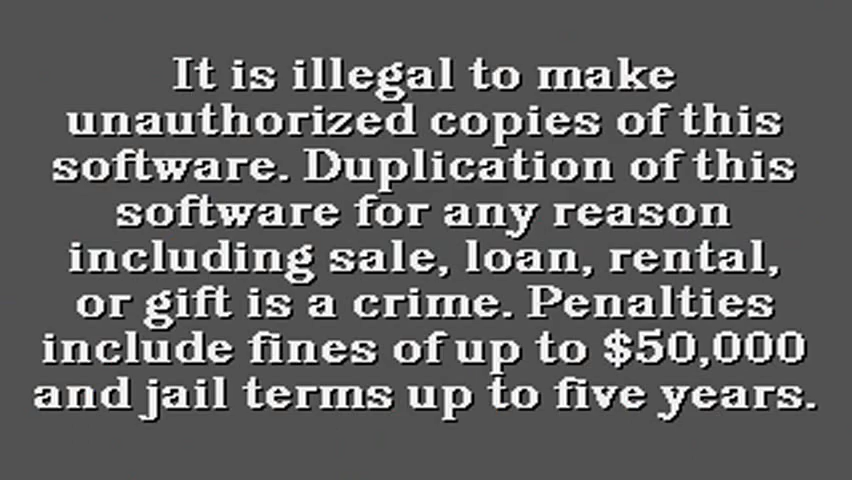 It is illegal to make
unauthorized copies of this
software. Duplication of this
software for any reason
including sale, loan, rental,
or gift is a crime. Penalties
include fines of up to $50,000
and jail terms up to five years.